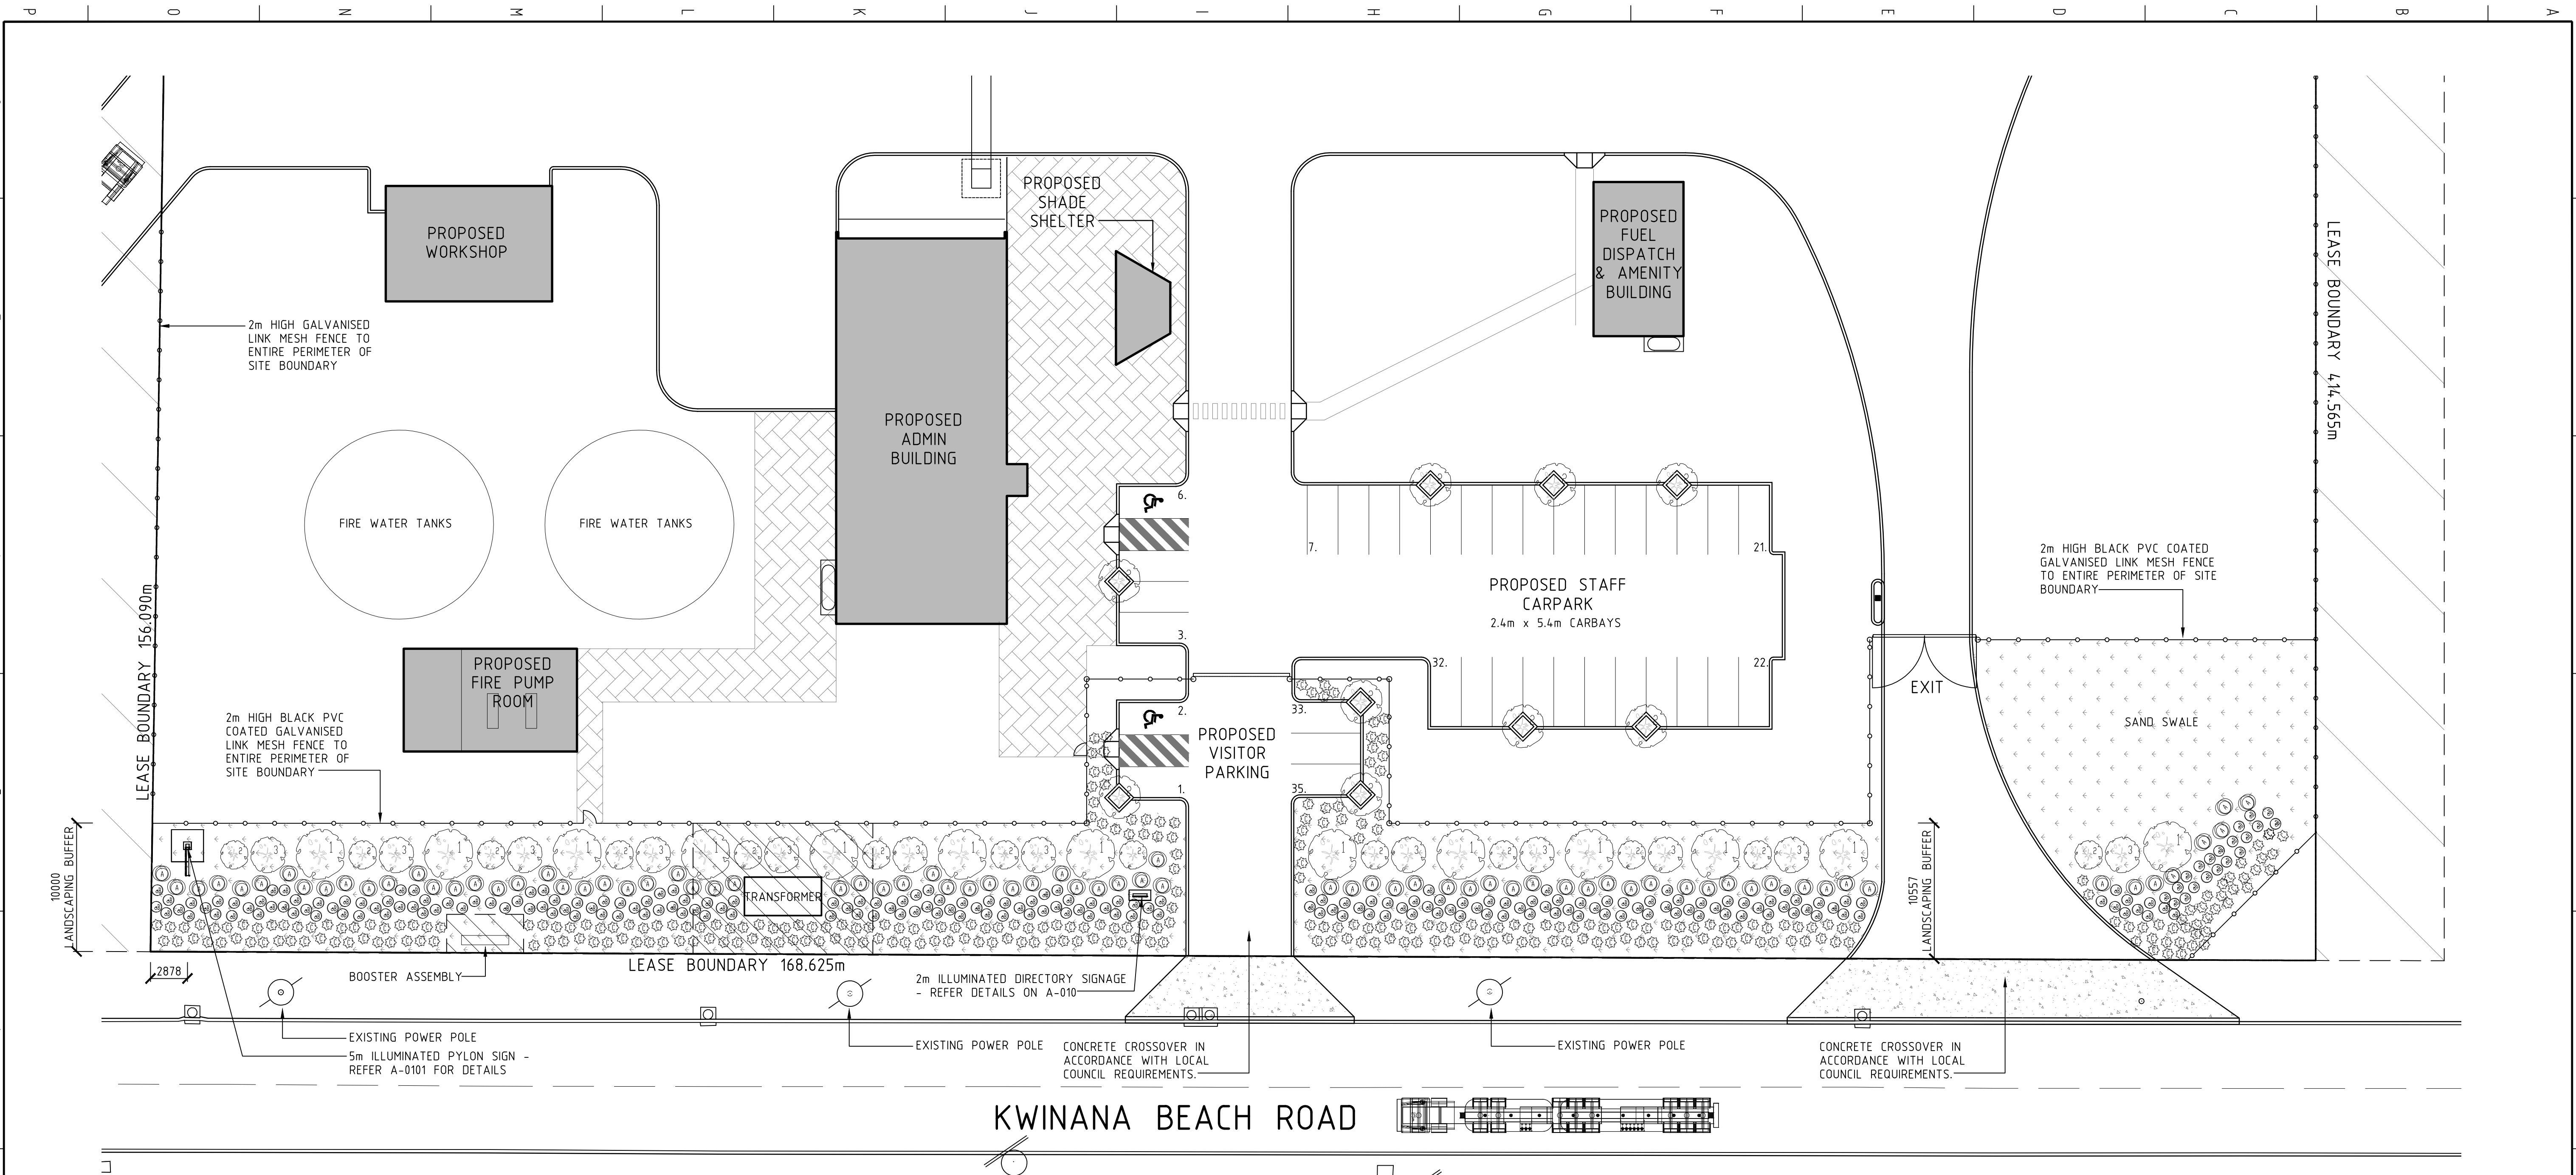 P O N M L K J I H G F E D C B A
PROPOSED
WORKSHOP
PROPOSED
SHADE
SHELTER
PROPOSED
FUEL
DISPATCH
& AMENITY
BUILDING
LEASE BOUNDARY 414.565m
2m HIGH GALVANISED
LINK MESH FENCE TO
ENTIRE PERIMETER OF
SITE BOUNDARY
PROPOSED
ADMIN
BUILDING
FIRE WATER TANKS
FIRE WATER TANKS
6.
3.
7.
21.
PROPOSED STAFF
CARPARK
2.4m x 5.4m CARBAYS
32.
22.
2m HIGH BLACK PVC COATED
GALVANISED LINK MESH FENCE
TO ENTIRE PERIMETER OF SITE
BOUNDARY
LEASE BOUNDARY 156.090m
PROPOSED
FIRE PUMP
ROOM
2m HIGH BLACK PVC
COATED GALVANISED
LINK MESH FENCE TO
ENTIRE PERIMETER OF
SITE BOUNDARY
2.
33.
PROPOSED
VISITOR
PARKING
1.
35.
EXIT
SAND SWALE
10000
LANDSCAPING BUFFER
TRANSFORMER
10557
LANDSCAPING BUFFER
2878
BOOSTER ASSEMBLY
LEASE BOUNDARY 168.625m
2m ILLUMINATED DIRECTORY SIGNAGE
- REFER DETAILS ON A-010
EXISTING POWER POLE
5m ILLUMINATED PYLON SIGN -
REFER A-0101 FOR DETAILS
EXISTING POWER POLE
CONCRETE CROSSOVER IN
ACCORDANCE WITH LOCAL
COUNCIL REQUIREMENTS.
EXISTING POWER POLE
CONCRETE CROSSOVER IN
ACCORDANCE WITH LOCAL
COUNCIL REQUIREMENTS.
KWINANA BEACH ROAD